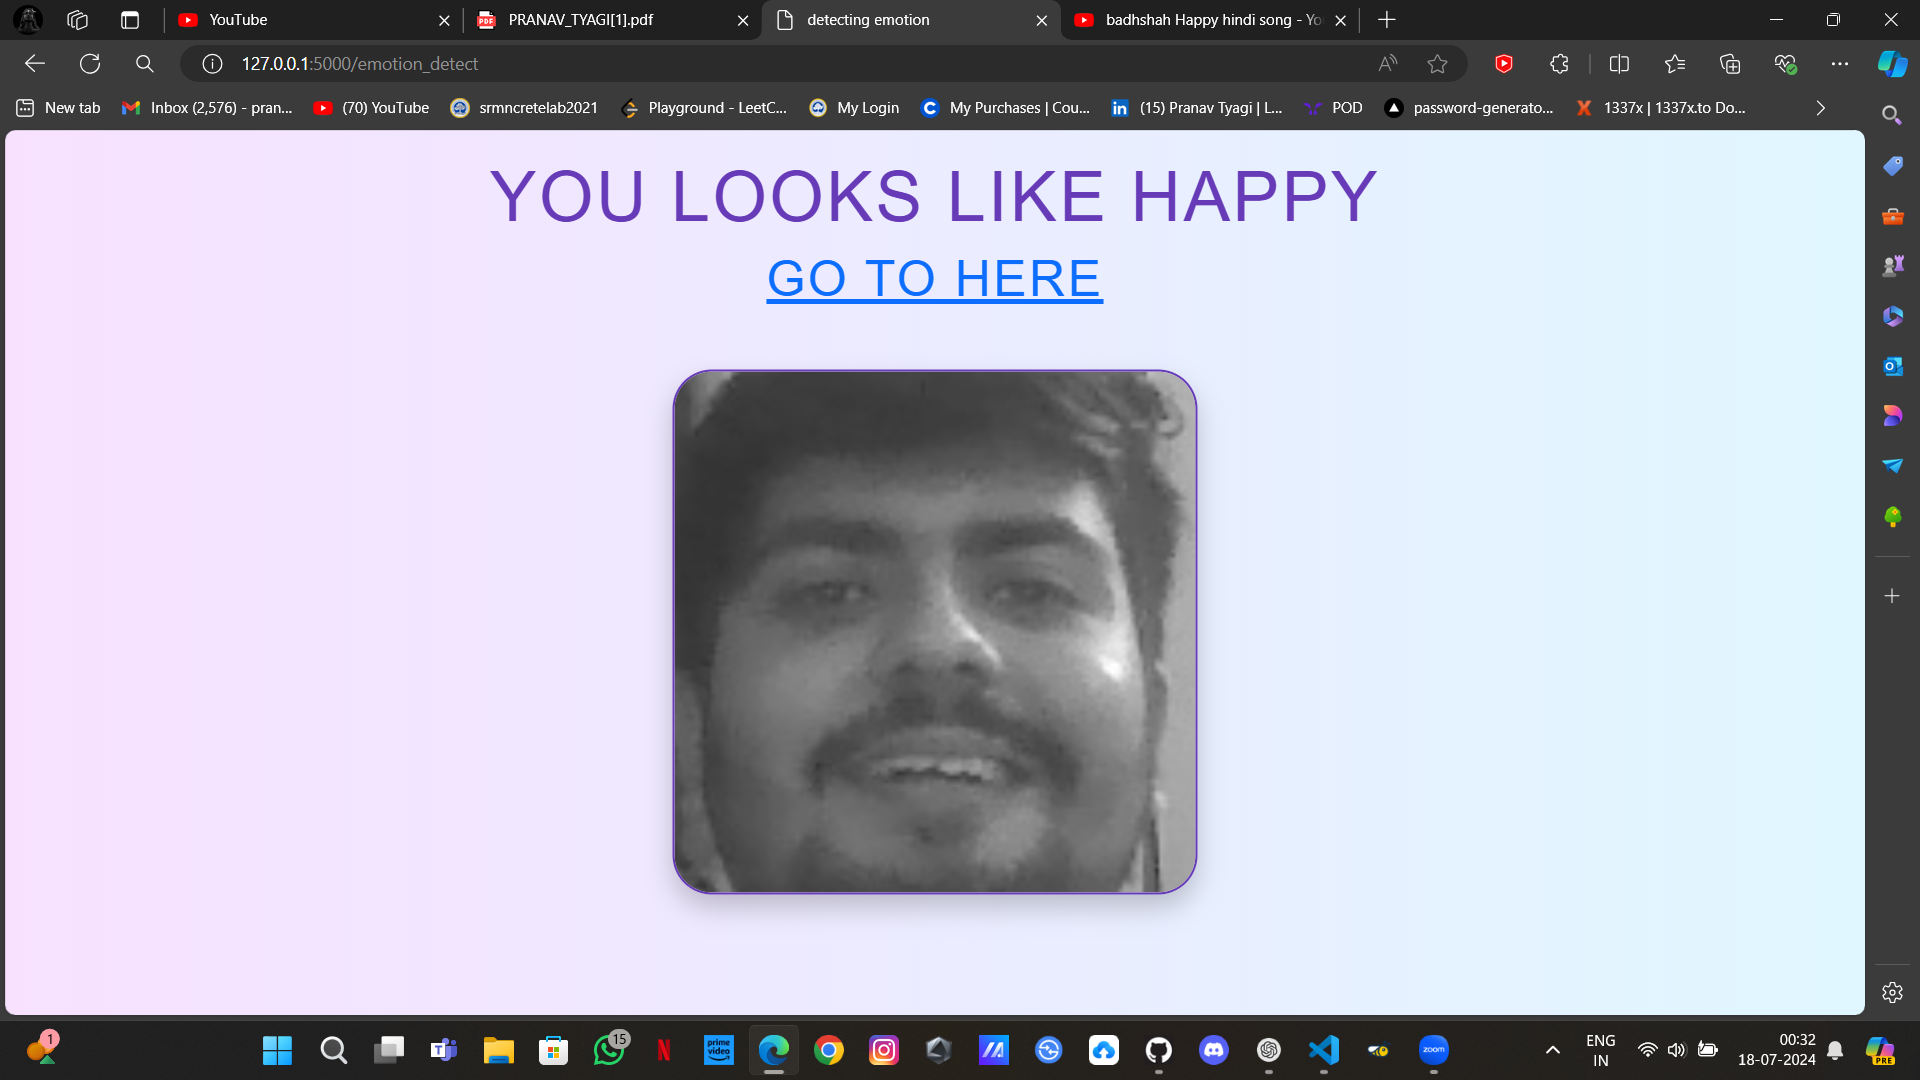 YouTube
PRANAV_TYAGI[1].pdf
detecting emotion
badhshah Happy hindi song - Yo
127.0.0.1:5000/emotion_detect
New tab
Inbox (2,576) - pran...
(70) YouTube
srmncretelab2021
Playground - LeetC...
My Login
My Purchases | Cou...
(15) Pranav Tyagi | L...
POD
password-generato...
1337x | 1337x.to Do...
YOU LOOKS LIKE HAPPY
GO TO HERE
1
15
prime video
zoom
ENG
IN
00:32
18-07-2024
PRE